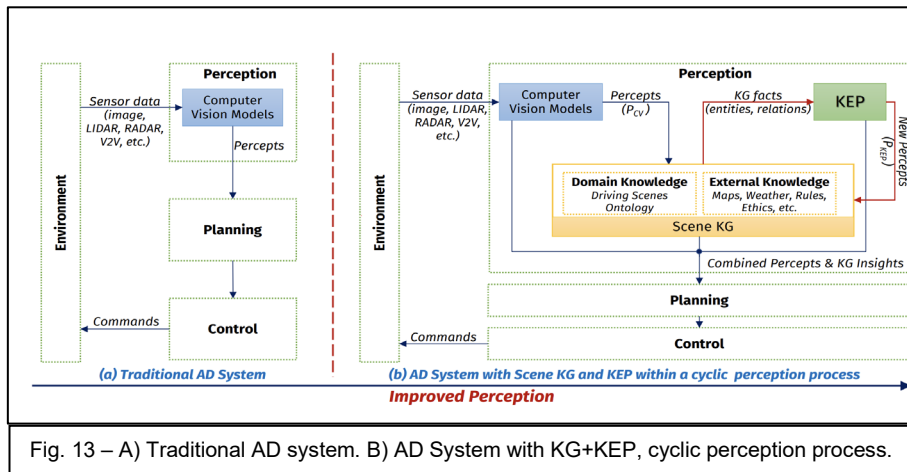 Perception
Sensor data
(image,
LIDAR, RADAR,
V2V, etc.)
Computer
Vision Models
Percepts
Environment
Planning
Control
Commands
(a) Traditional AD System
Perception
Sensor data
(image, LIDAR,
RADAR, V2V,
etc.)
Computer
Vision Models
Percepts
(PCV)
KG facts
(entities, relations)
KEP
New Percepts
(PKEP)
Domain Knowledge
Driving Scenes
Ontology
External Knowledge
Maps, Weather, Rules,
Ethics, etc.
Scene KG
Environment
Combined Percepts & KG Insights
Planning
Control
Commands
(b) AD System with Scene KG and KEP within a cyclic perception process
Improved Perception
Fig. 13 – A) Traditional AD system. B) AD System with KG+KEP, cyclic perception process.